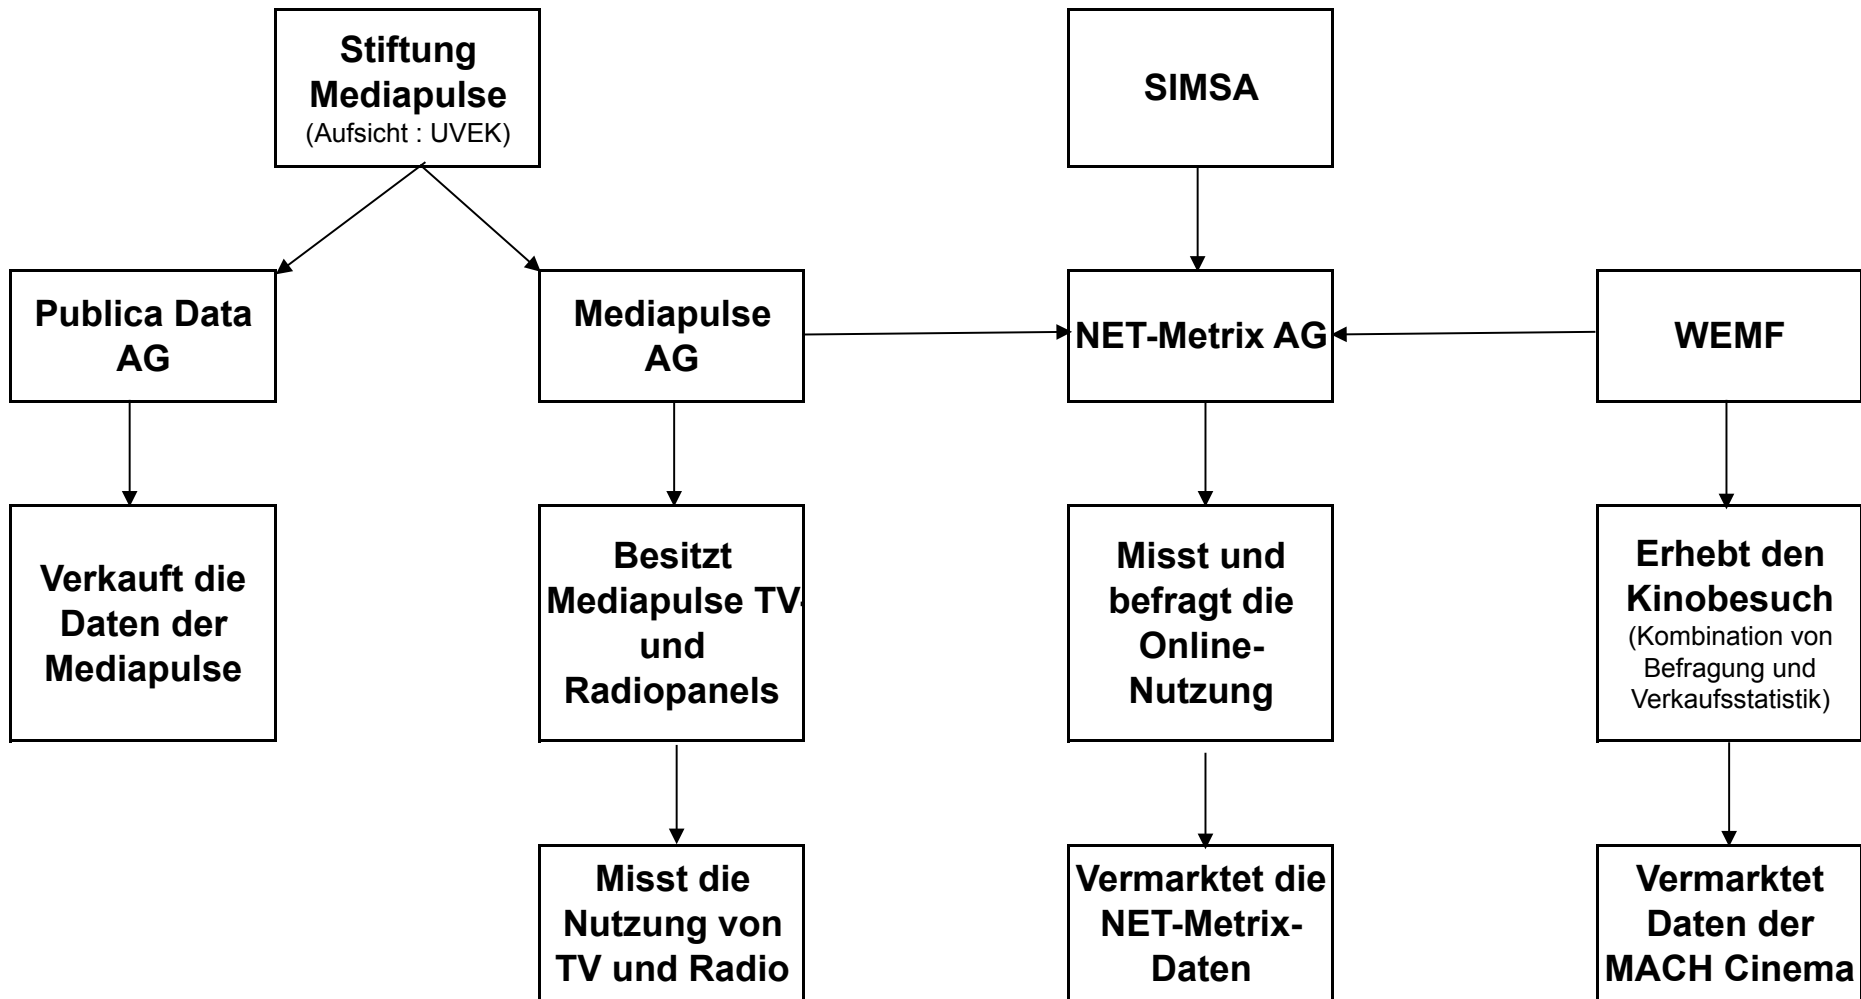 Stiftung
Mediapulse
(Aufsicht : UVEK)
SIMSA
Publica Data
AG
Mediapulse
AG
NET-Metrix AG
WEMF
Verkauft die
Daten der
Mediapulse
Besitzt
Mediapulse TV-
und
Radiopanels
Misst und
befragt die
Online-
Nutzung
Erhebt den
Kinobesuch
(Kombination von
Befragung und
Verkaufsstatistik)
Misst die
Nutzung von
TV und Radio
Vermarktet die
NET-Metrix-
Daten
Vermarktet
Daten der
MACH Cinema